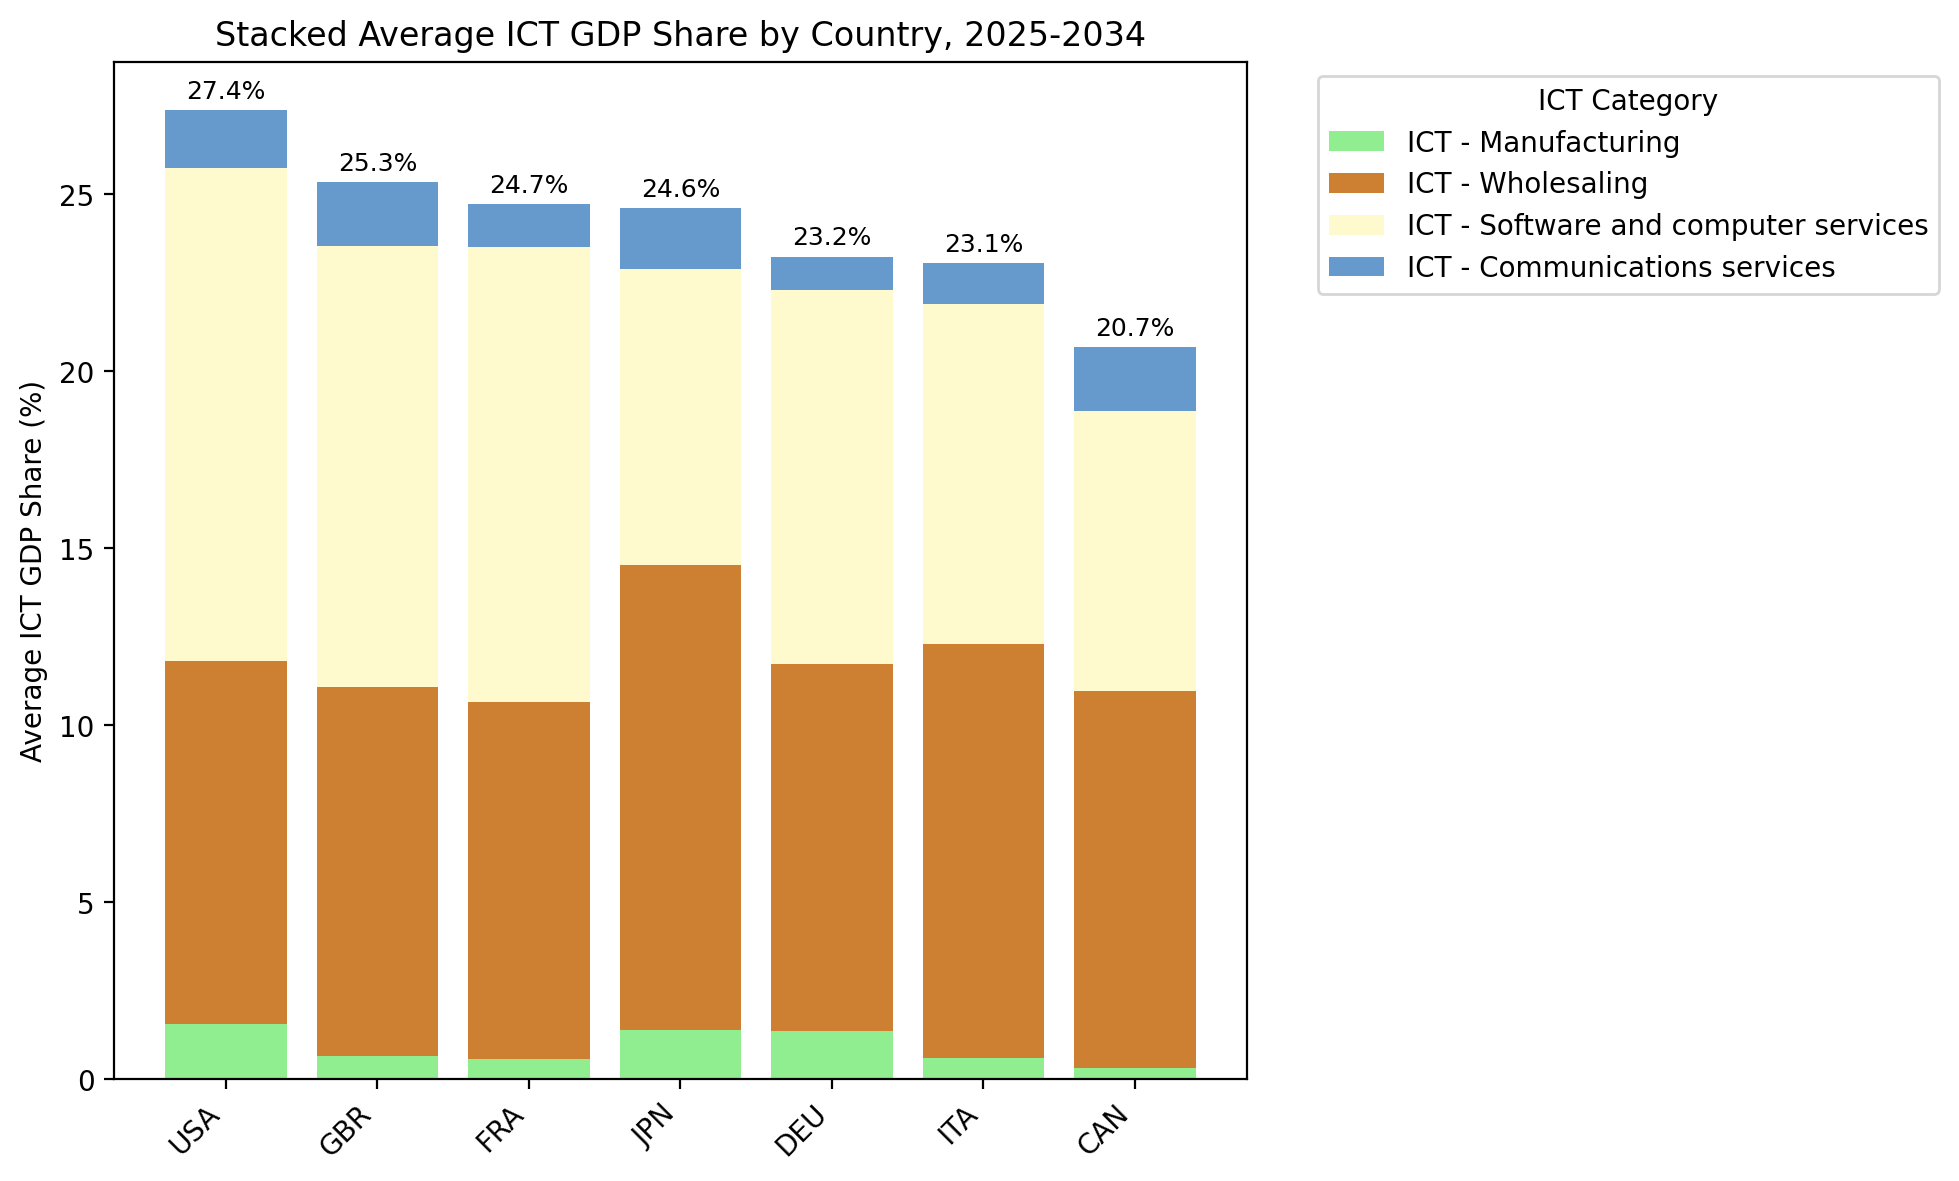 Stacked Average ICT GDP Share by Country, 2025-2034
27.4%
25.3%
24.7%
24.6%
23.2%
23.1%
20.7%
Average ICT GDP Share (%)
25
20
15
10
5
0
USA
GBR
FRA
JPN
DEU
ITA
CAN
ICT Category
ICT - Manufacturing
ICT - Wholesaling
ICT - Software and computer services
ICT - Communications services